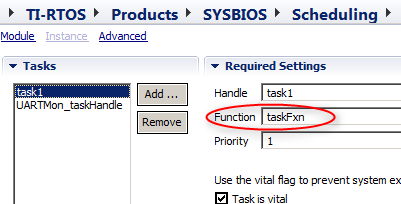 TI-RTOS ▸ Products ▸ SYSBIOS ▸ Scheduling ▸
Module Instance Advanced
Tasks
task1
UARTMon_taskHandle
Add ...
Remove
Required Settings
Handle task1
Function taskFxn
Priority 1
Use the vital flag to prevent system ex
Task is vital